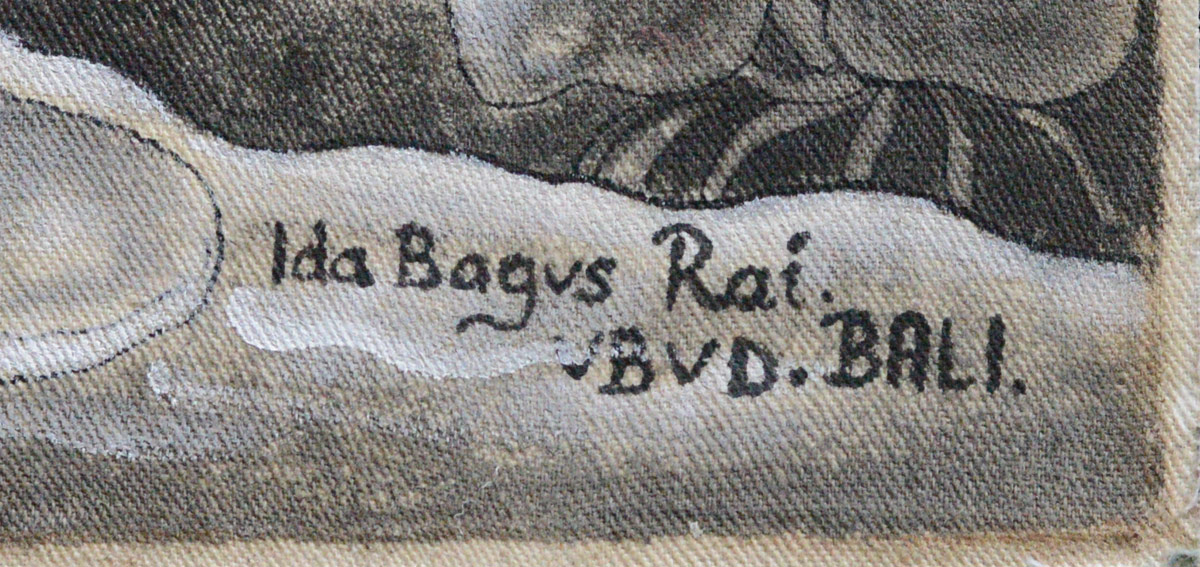 Ida Bagus Rai.
UBUD. BALI.